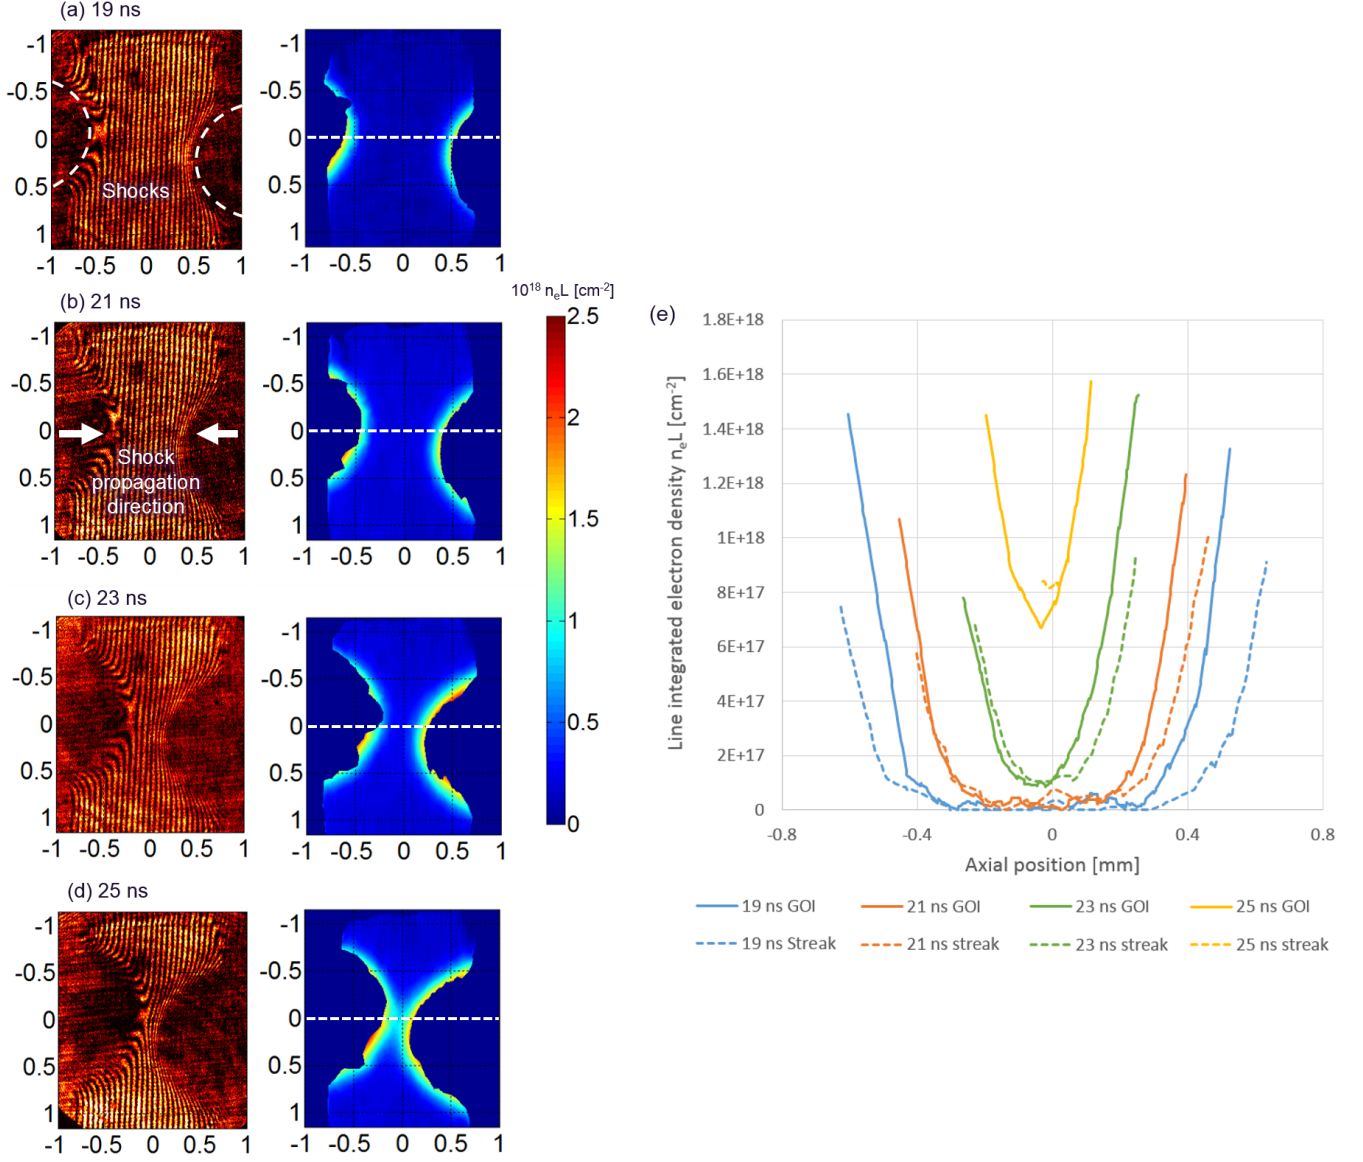 (a) 19 ns
-1
-0.5
0
0.5
1
Shocks
-1 -0.5 0 0.5 1
-1
-0.5
0
0.5
1
-1 -0.5 0 0.5 1
(b) 21 ns
-1
-0.5
0
0.5
1
Shock
propagation
direction
-1 -0.5 0 0.5 1
-1
-0.5
0
0.5
1
-1 -0.5 0 0.5 1
(c) 23 ns
-1
-0.5
0
0.5
1
-1 -0.5 0 0.5 1
-1
-0.5
0
0.5
1
-1 -0.5 0 0.5 1
(d) 25 ns
-1
-0.5
0
0.5
1
-1 -0.5 0 0.5 1
-1
-0.5
0
0.5
1
-1 -0.5 0 0.5 1
10¹⁸ nₑL [cm⁻²]
2.5
2
1.5
1
0.5
0
(e)
Line integrated electron density nₑL [cm⁻²]
1.8E+18
1.6E+18
1.4E+18
1.2E+18
1E+18
8E+17
6E+17
4E+17
2E+17
0
-0.8 -0.4 0 0.4 0.8
Axial position [mm]
19 ns GOI 21 ns GOI 23 ns GOI 25 ns GOI
19 ns Streak 21 ns streak 23 ns streak 25 ns streak